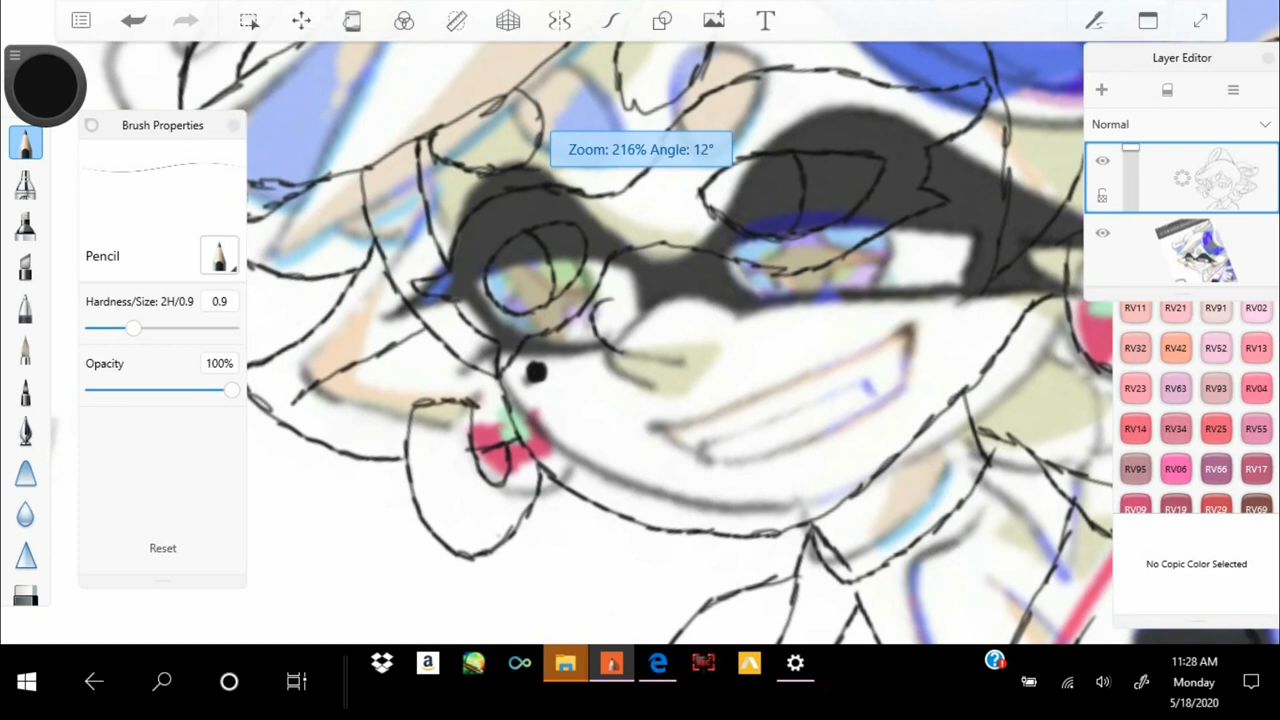 Layer Editor
Brush Properties
Normal
Zoom: 216% Angle: 12°
Pencil
Hardness/Size: 2H/0.9 0.9
Opacity 100%
Reset
RV11 RV21 RV91 RV02
RV32 RV42 RV52 RV13
RV23 RV63 RV93 RV04
RV14 RV34 RV25 RV55
RV95 RV06 RV66 RV17
RV09 RV19 RV29 RV69
No Copic Color Selected
11:28 AM
Monday
5/18/2020